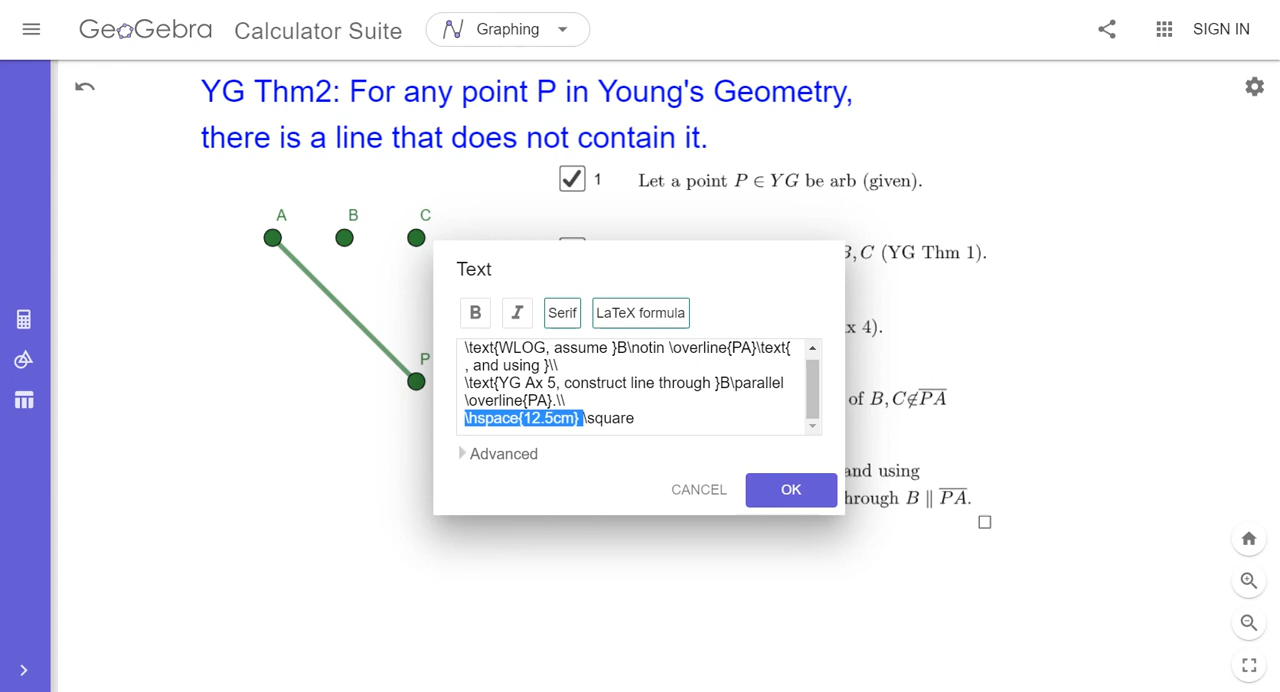 GeoGebra Calculator Suite Graphing SIGN IN
YG Thm2: For any point P in Young's Geometry,
there is a line that does not contain it.
1 Let a point P ∈ YG be arb (given).
A B C
B, C (YG Thm 1).
Text
B I Serif LaTeX formula
x 4).
\text{WLOG, assume }B\notin \overline{PA}\text{
, and using }\\
\text{YG Ax 5, construct line through }B\parallel
\overline{PA}.\\
\hspace{12.5cm} \square
P
of B, C∉PA
Advanced
and using
CANCEL OK
hrough B ∥ PA.